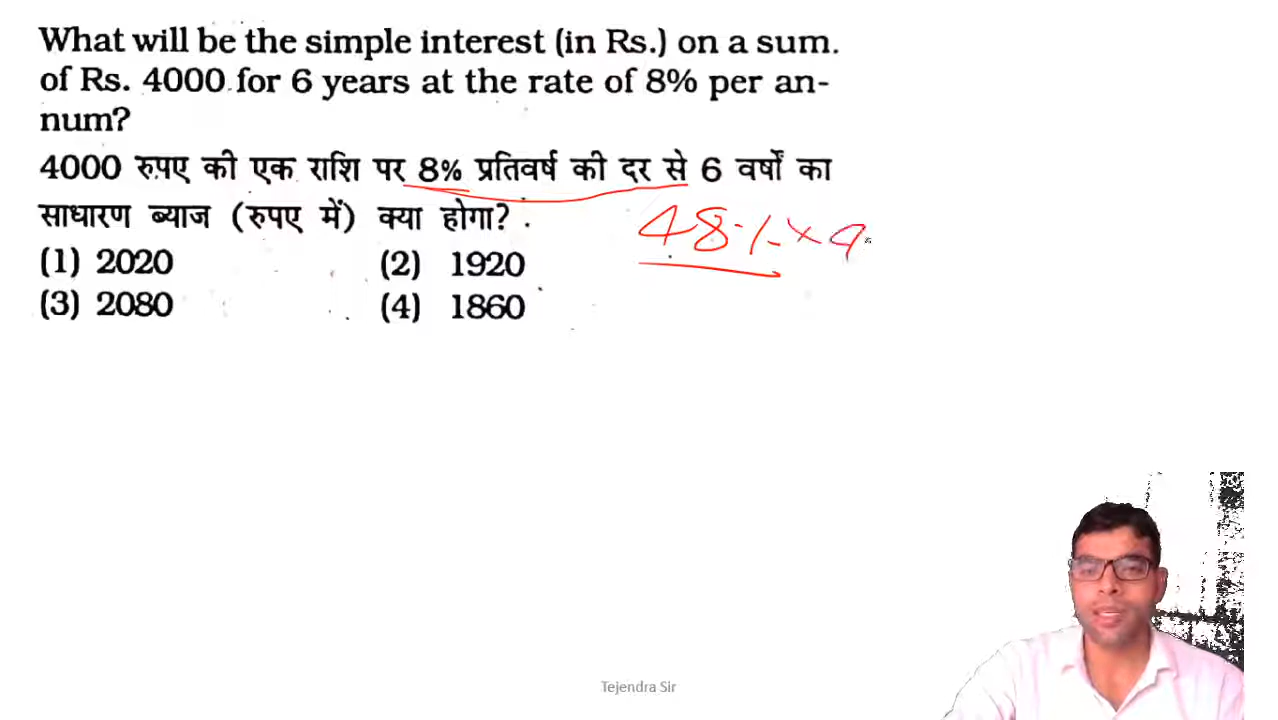 What will be the simple interest (in Rs.) on a sum.
of Rs. 4000 for 6 years at the rate of 8% per an-
num?
4000 रुपए की एक राशि पर 8% प्रतिवर्ष की दर से 6 वर्षों का
साधारण ब्याज (रुपए में) क्या होगा?
48% × 4
(1) 2020 (2) 1920
(3) 2080 (4) 1860
Tejendra Sir